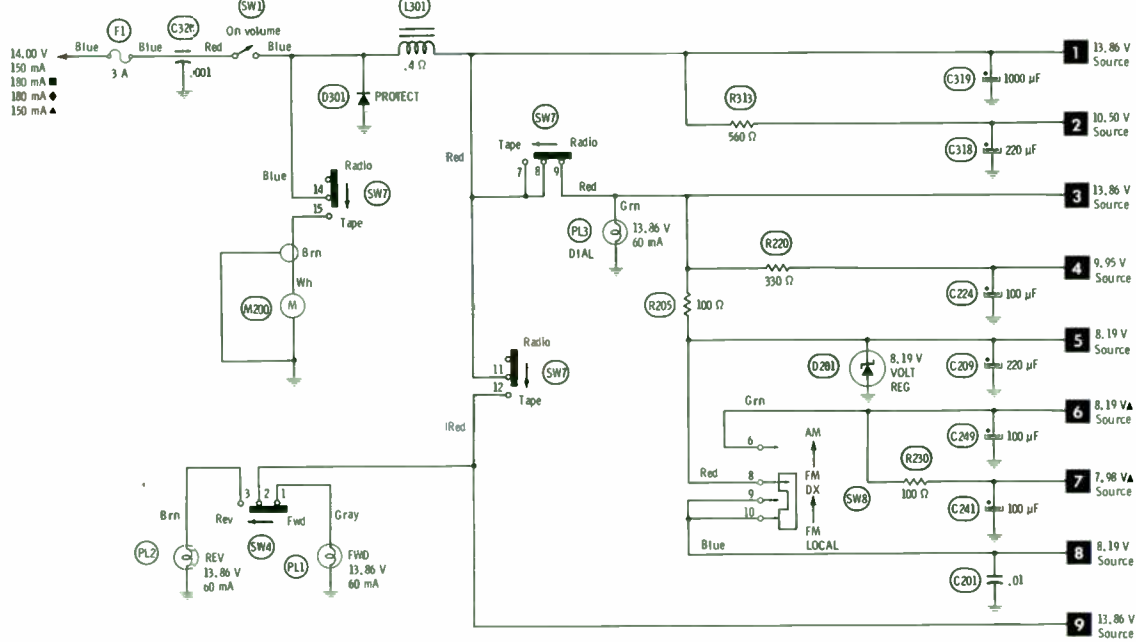 F1
C32
SW1
L301
On volume
Blue
Blue
Red
Blue
14.00 V
150 mA
180 mA ■
180 mA ◆
150 mA ▲
3 A
.001
.4 Ω
D301
PROTECT
1
13.86 V
Source
C319
1000 µF
R313
560 Ω
2
10.50 V
Source
C318
220 µF
SW7
Tape
Radio
7
8
9
Red
Red
Blue
Radio
14
15
SW7
Tape
3
13.86 V
Source
Grn
PL3
DIAL
13.86 V
60 mA
Brn
Wh
M200
M
R220
330 Ω
4
9.95 V
Source
C224
100 µF
R205
100 Ω
5
8.19 V
Source
D201
8.19 V
VOLT
REG
C209
220 µF
Radio
11
12
SW7
Tape
Red
Grn
6
8.19 V▲
Source
C249
100 µF
6
AM
Red
8
FM
DX
9
10
SW8
FM
LOCAL
R230
100 Ω
7
7.98 V▲
Source
C241
100 µF
Blue
8
8.19 V
Source
C201
.01
3
2
1
Rev
Fwd
SW4
Brn
Gray
PL2
REV
13.86 V
60 mA
PL1
FWD
13.86 V
60 mA
9
13.86 V
Source